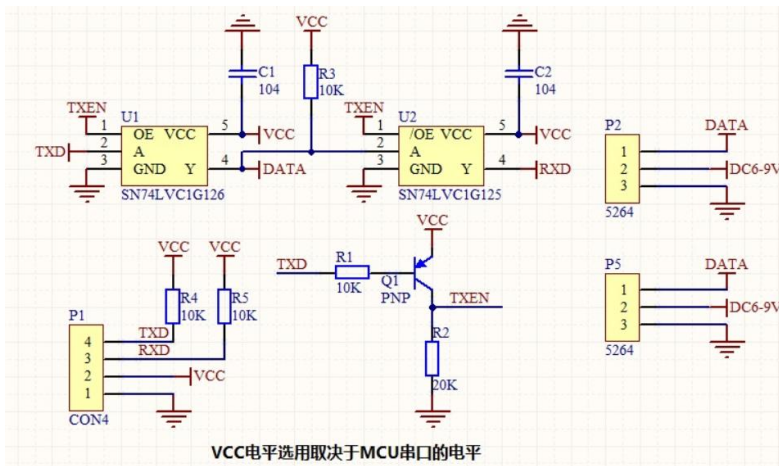 VCC
C1
104
R3
10K
C2
104
TXEN
U1
1
OE VCC
5
VCC
TXD
2
A
3
GND
Y
4
DATA
SN74LVC1G126
TXEN
U2
1
/OE VCC
5
VCC
2
A
3
GND
Y
4
RXD
SN74LVC1G125
P2
DATA
1
2
DC6-9V
3
5264
VCC
VCC
R4
10K
R5
10K
P1
4
TXD
3
RXD
2
VCC
1
CON4
VCC
TXD
R1
10K
Q1
PNP
TXEN
R2
20K
P5
DATA
1
2
DC6-9V
3
5264
VCC电平选用取决于MCU串口的电平